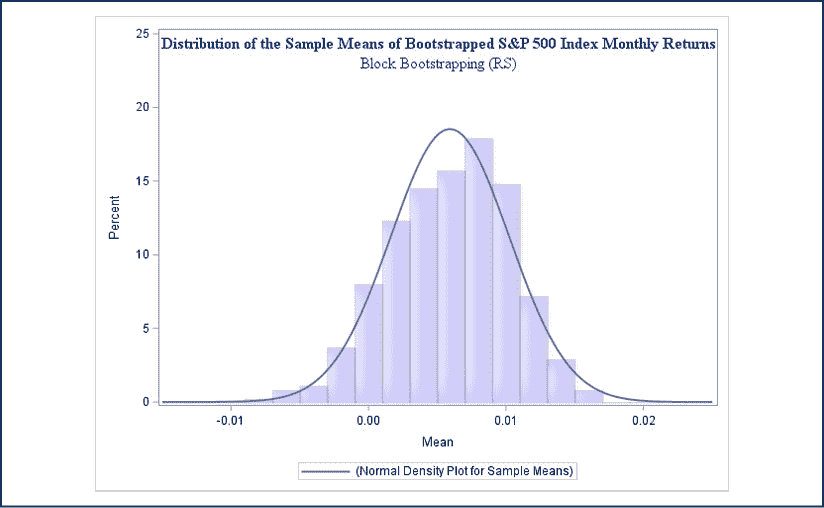 Distribution of the Sample Means of Bootstrapped S&P 500 Index Monthly Returns
Block Bootstrapping (RS)
25
20
15
10
5
0
Percent
-0.01 0.00 0.01 0.02
Mean
(Normal Density Plot for Sample Means)